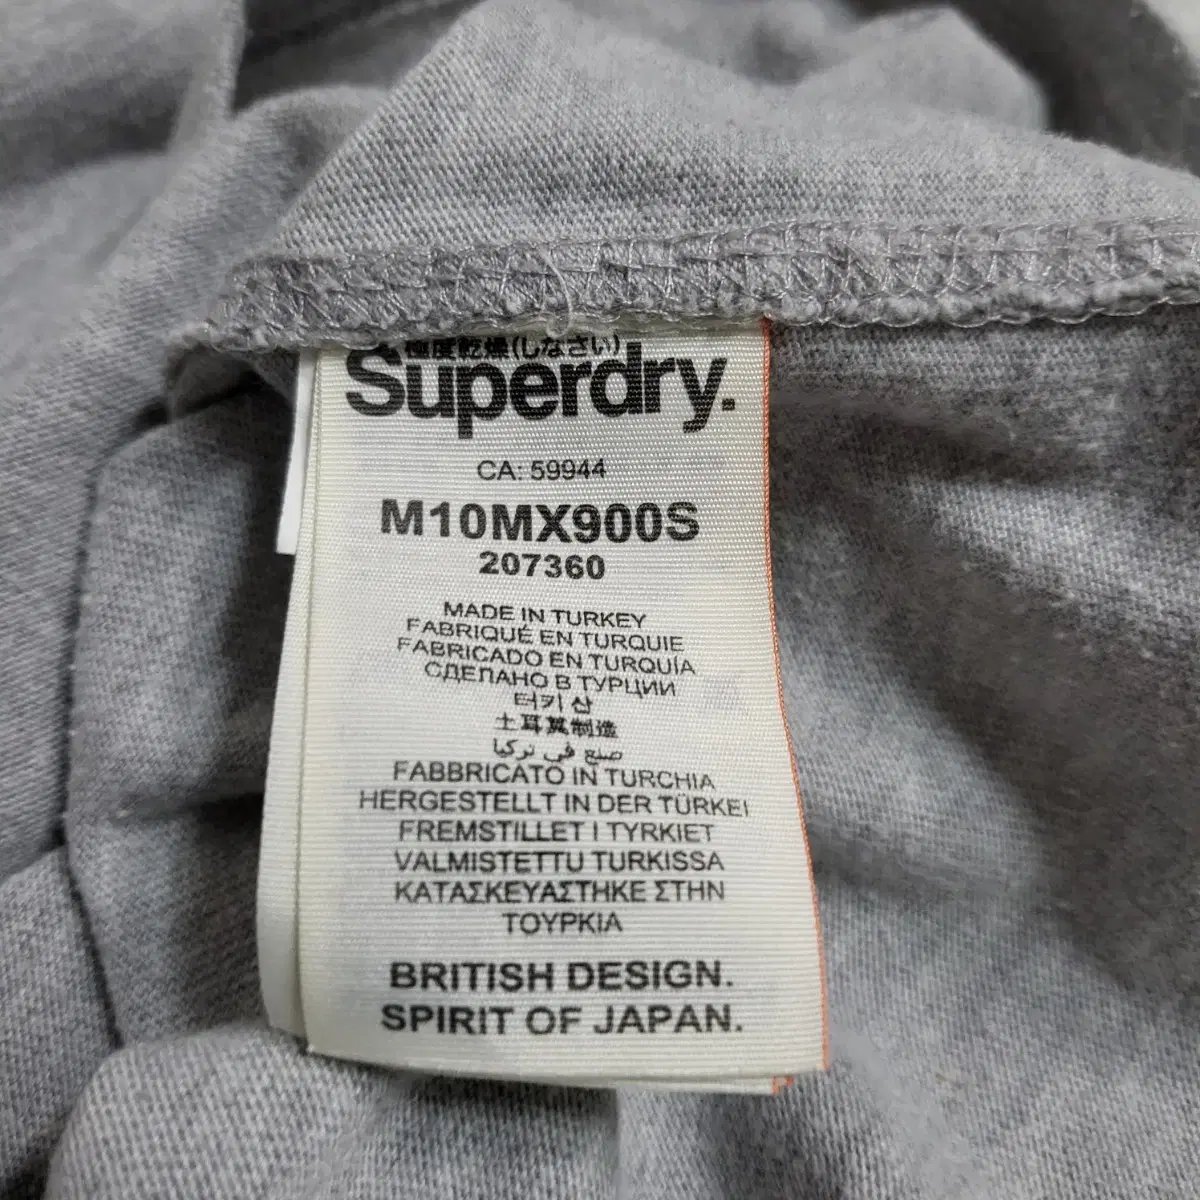 極度乾燥(しなさい)
Superdry.
CA: 59944
M10MX900S
207360
MADE IN TURKEY
FABRIQUÉ EN TURQUIE
FABRICADO EN TURQUÍA
СДЕЛАНО В ТУРЦИИ
터키 산
土耳其制造
صنع في تركيا
FABBRICATO IN TURCHIA
HERGESTELLT IN DER TÜRKEI
FREMSTILLET I TYRKIET
VALMISTETTU TURKISSA
ΚΑΤΑΣΚΕΥΑΣΤΗΚΕ ΣΤΗΝ
ΤΟΥΡΚΙΑ
BRITISH DESIGN.
SPIRIT OF JAPAN.